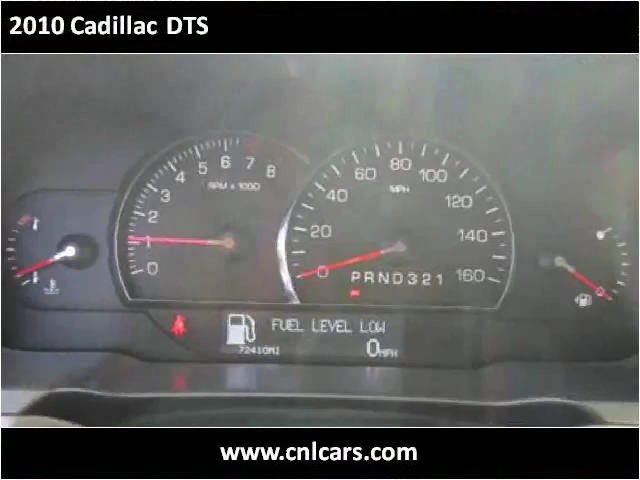 2010 Cadillac DTS
0 1 2 3 4 5 6 7 8
RPM x 1000
0 20 40 60 80 100 120 140 160
MPH
PRND321
FUEL LEVEL LOW
72410MI 0MPH
www.cnlcars.com